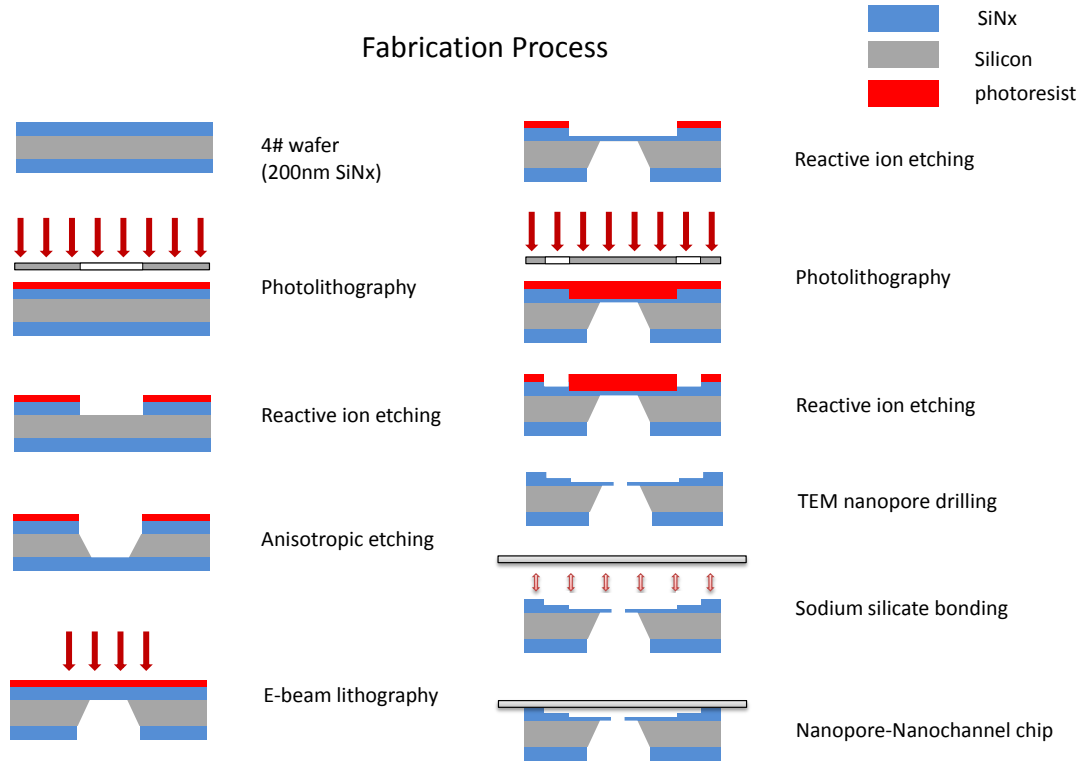 Fabrication Process
SiNx
Silicon
photoresist
4# wafer
(200nm SiNx)
Photolithography
Reactive ion etching
Anisotropic etching
E-beam lithography
Reactive ion etching
Photolithography
Reactive ion etching
TEM nanopore drilling
Sodium silicate bonding
Nanopore-Nanochannel chip